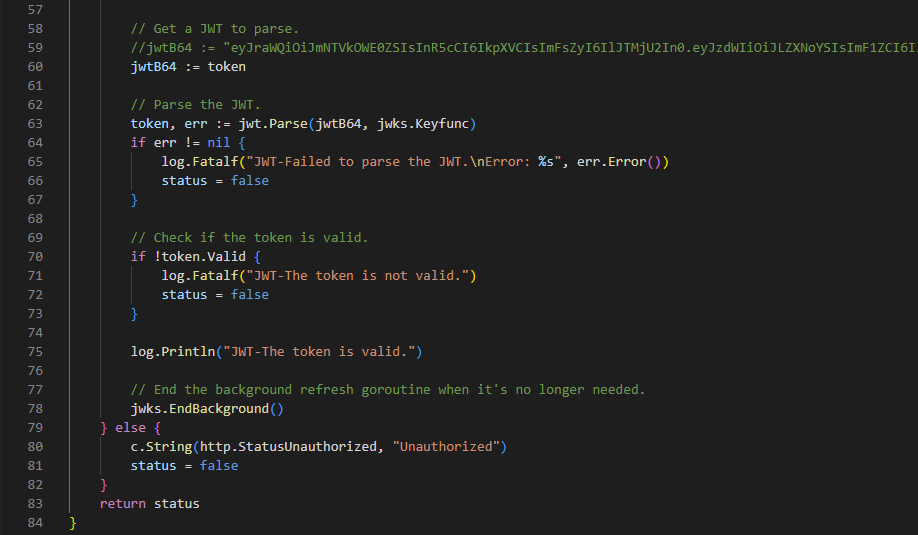 57
58 // Get a JWT to parse.
59 //jwtB64 := "eyJraWQiOiJmNTVkOWE0ZSIsInR5cCI6IkpXVCIsImFsZyI6IlJTMjU2In0.eyJzdWIiOiJLZXNoYSIsImF1ZCI6I
60 jwtB64 := token
61
62 // Parse the JWT.
63 token, err := jwt.Parse(jwtB64, jwks.Keyfunc)
64 if err != nil {
65 log.Fatalf("JWT-Failed to parse the JWT.\nError: %s", err.Error())
66 status = false
67 }
68
69 // Check if the token is valid.
70 if !token.Valid {
71 log.Fatalf("JWT-The token is not valid.")
72 status = false
73 }
74
75 log.Println("JWT-The token is valid.")
76
77 // End the background refresh goroutine when it's no longer needed.
78 jwks.EndBackground()
79 } else {
80 c.String(http.StatusUnauthorized, "Unauthorized")
81 status = false
82 }
83 return status
84 }